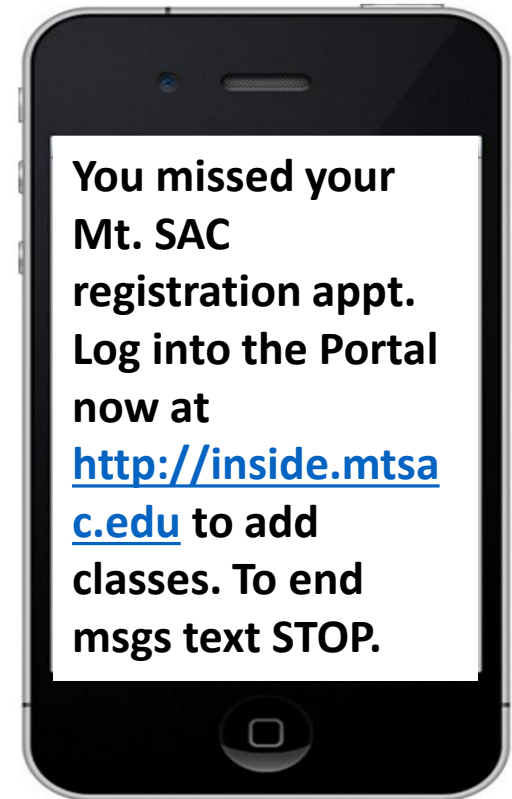 You missed your
Mt. SAC
registration appt.
Log into the Portal
now at
http://inside.mtsa
c.edu to add
classes. To end
msgs text STOP.